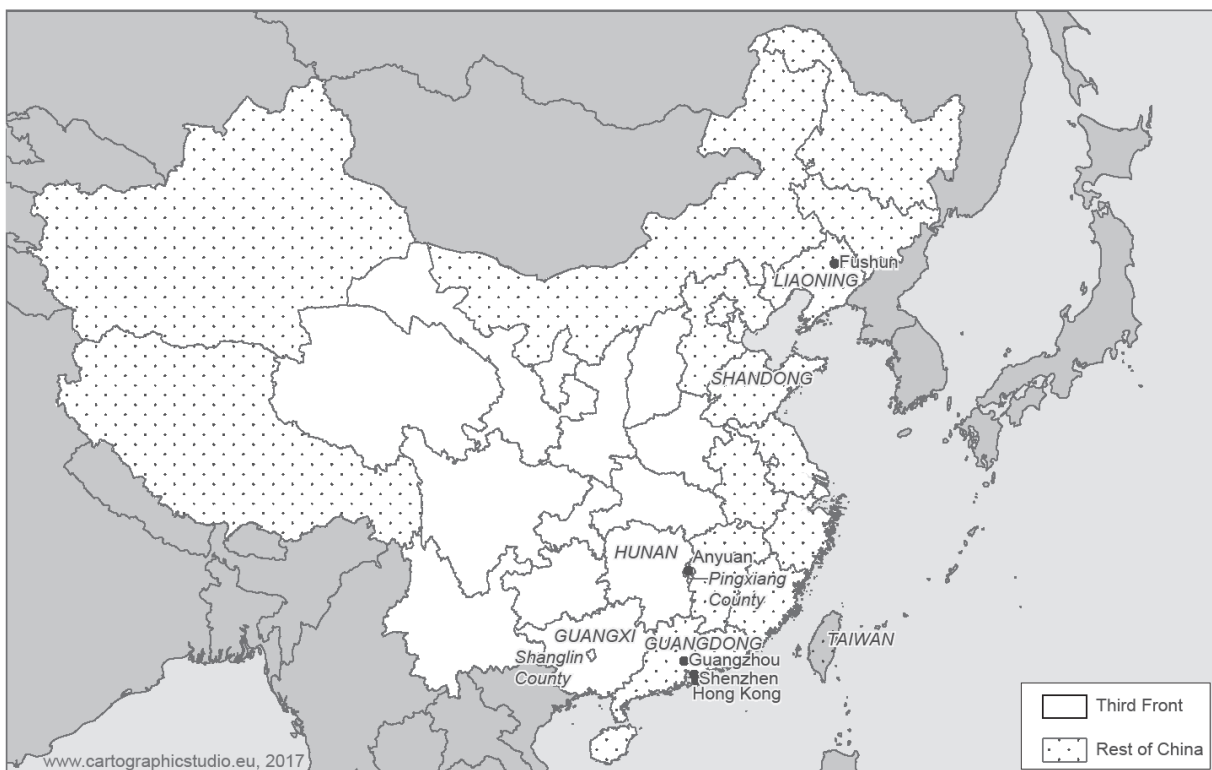 Fushun
LIAONING
SHANDONG
HUNAN
Anyuan
Pingxiang
County
GUANGXI
Shanglin
County
GUANGDONG
Guangzhou
Shenzhen
Hong Kong
TAIWAN
Third Front
Rest of China
www.cartographicstudio.eu, 2017